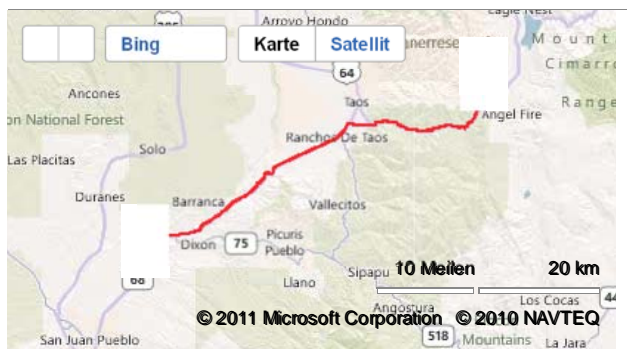 Arroyo Hondo
Eagle Nest
Bing Karte Satellit
Mount
Cimarro
64
Ancones
Taos
Range
Angel Fire
on National Forest
Ranchos De Taos
Solo
Las Placitas
Duranes
Barranca
Vallecitos
Dixon 75 Picuris
Pueblo
68
Llano
Sipapu 10 Meilen 20 km
Angostura
Los Cocas 44
© 2011 Microsoft Corporation © 2010 NAVTEQ
San Juan Pueblo
518 Mountains La Jara